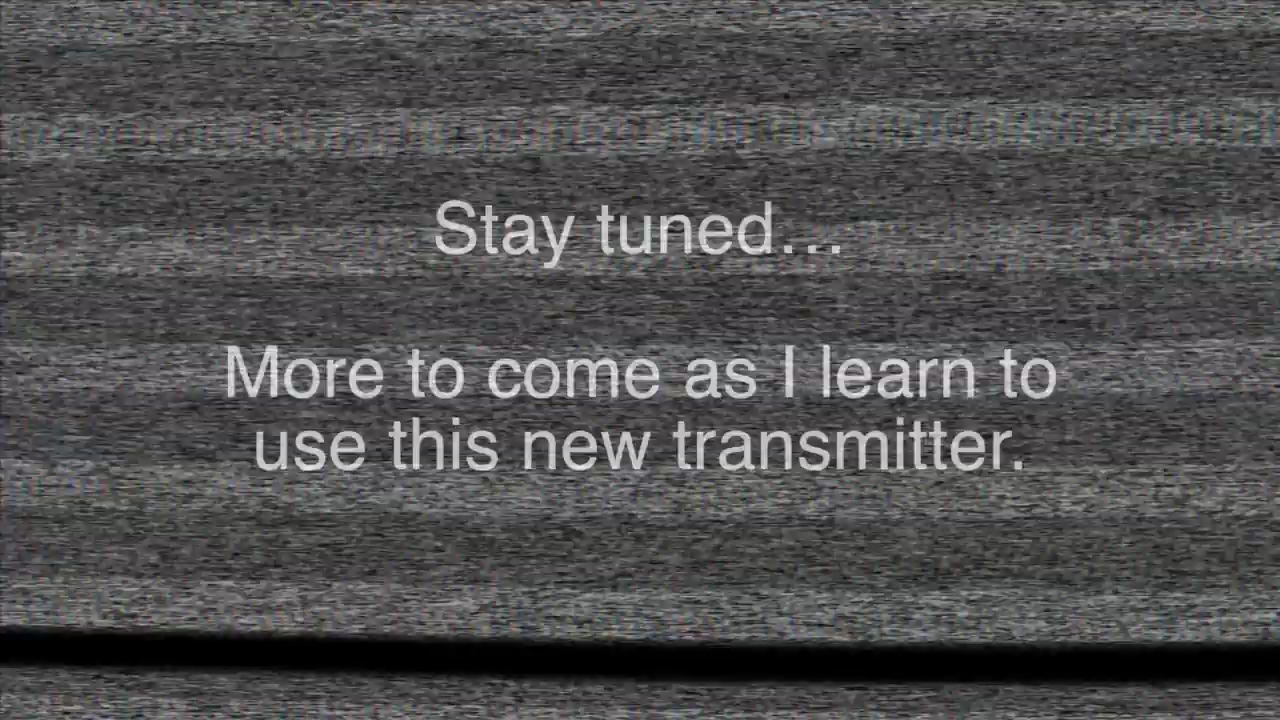 Stay tuned…
More to come as I learn to
use this new transmitter.